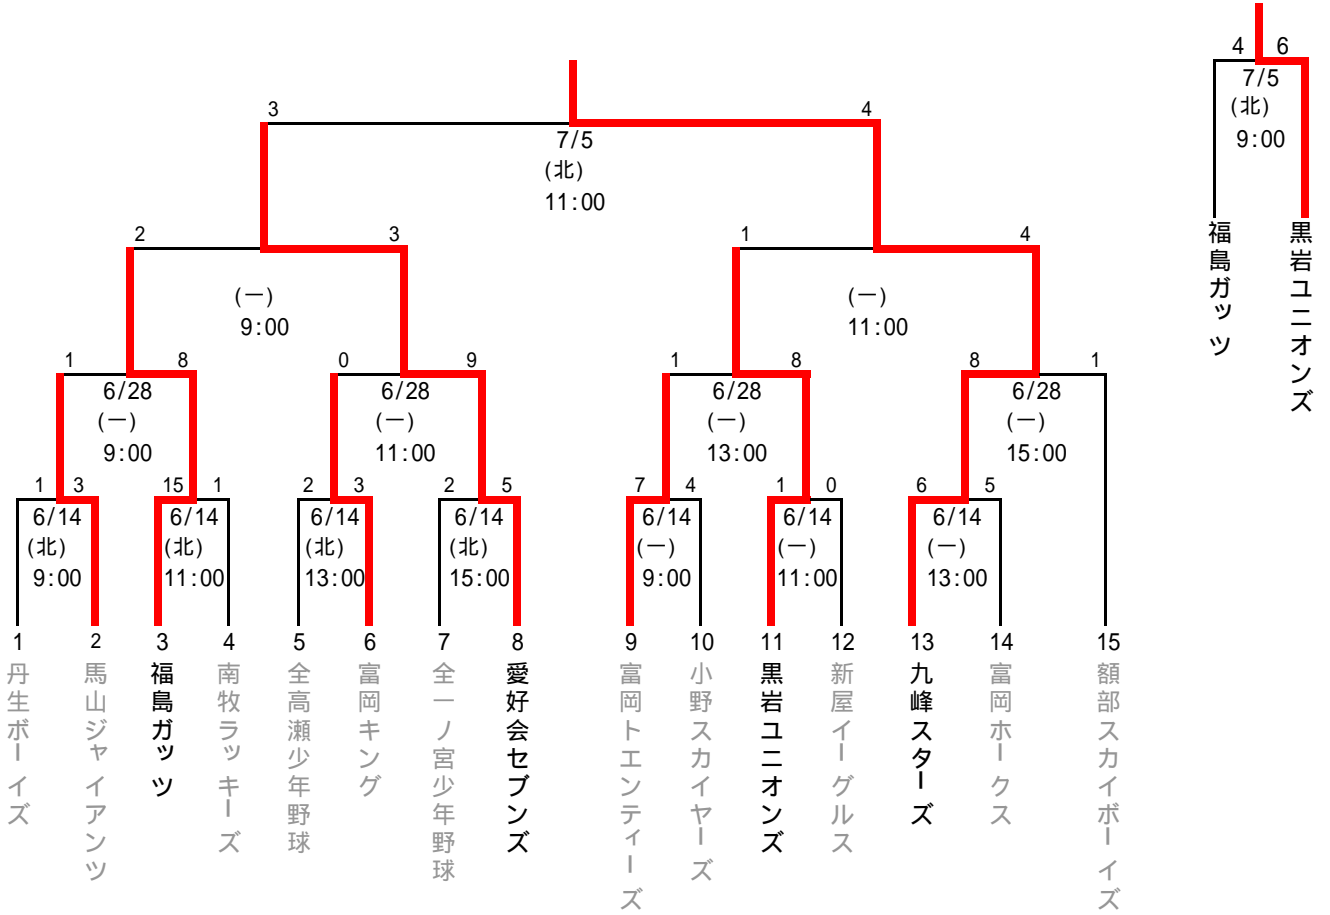 4 6
7/5
(北)
9:00
福島ガッツ
黒岩ユニオンズ
3 4
7/5
(北)
11:00
2 3 1 4
(一) (一)
9:00 11:00
1 8 0 9 1 8 8 1
6/28 6/28 6/28 6/28
(一) (一) (一) (一)
9:00 11:00 13:00 15:00
1 3 15 1 2 3 2 5 7 4 1 0 6 5
6/14 6/14 6/14 6/14 6/14 6/14 6/14
(北) (北) (北) (北) (一) (一) (一)
9:00 11:00 13:00 15:00 9:00 11:00 13:00
1 2 3 4 5 6 7 8 9 10 11 12 13 14 15
丹生ボーイズ
馬山ジャイアンツ
福島ガッツ
南牧ラッキーズ
全高瀬少年野球
富岡キング
全一ノ宮少年野球
愛好会セブンズ
富岡トエンティーズ
小野スカイヤーズ
黒岩ユニオンズ
新屋イーグルス
九峰スターズ
富岡ホークス
額部スカイボーイズ